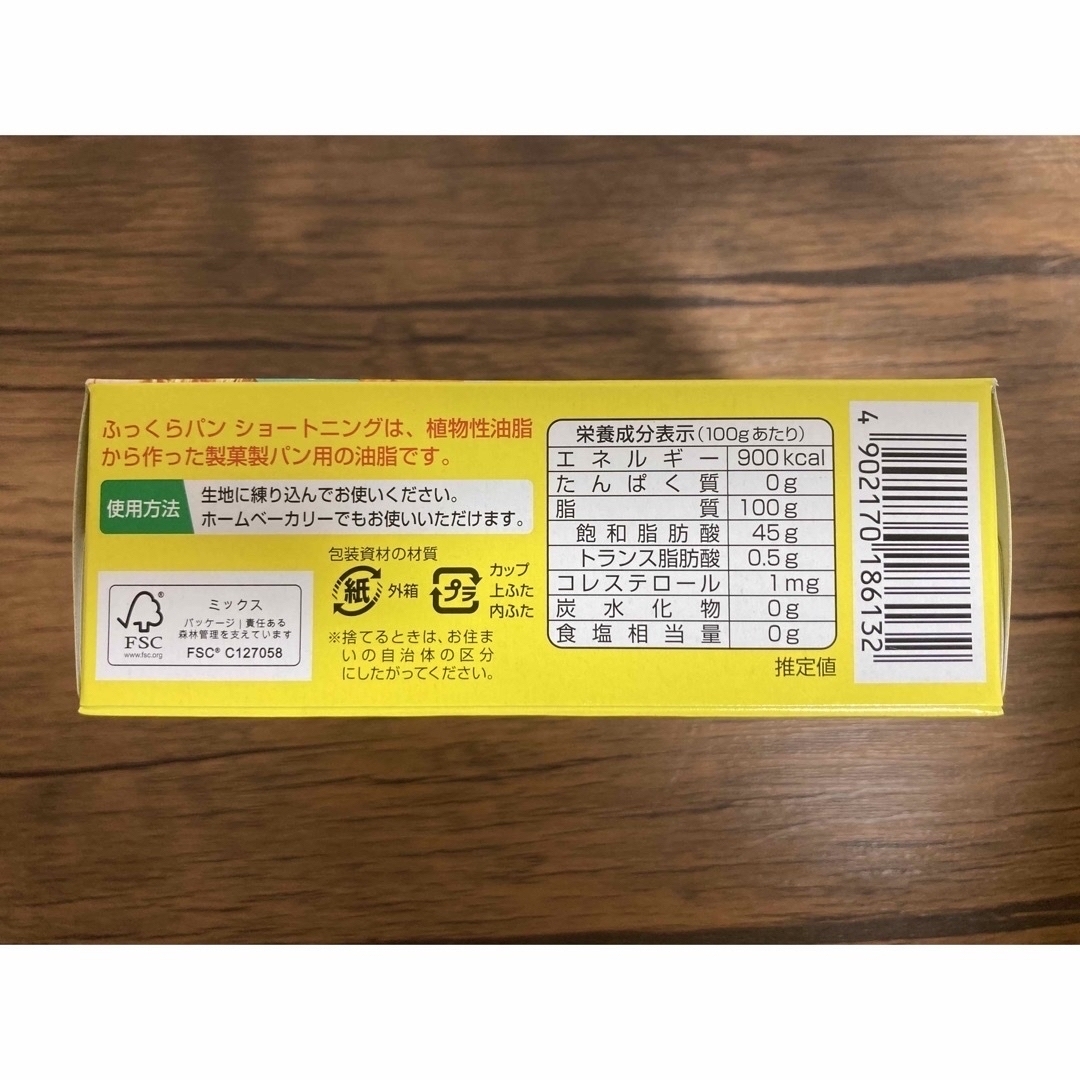 ふっくらパン ショートニングは、植物性油脂
から作った製菓製パン用の油脂です。
使用方法
生地に練り込んでお使いください。
ホームベーカリーでもお使いいただけます。
包装資材の材質
紙
外箱
プラ
カップ
上ふた
内ふた
※捨てるときは、お住ま
いの自治体の区分
にしたがってください。
FSC
www.fsc.org
ミックス
パッケージ|責任ある
森林管理を支えています
FSC® C127058
栄養成分表示(100gあたり)
エネルギー 900kcal
たんぱく質 0g
脂質 100g
飽和脂肪酸 45g
トランス脂肪酸 0.5g
コレステロール 1mg
炭水化物 0g
食塩相当量 0g
推定値
4 902170 186132